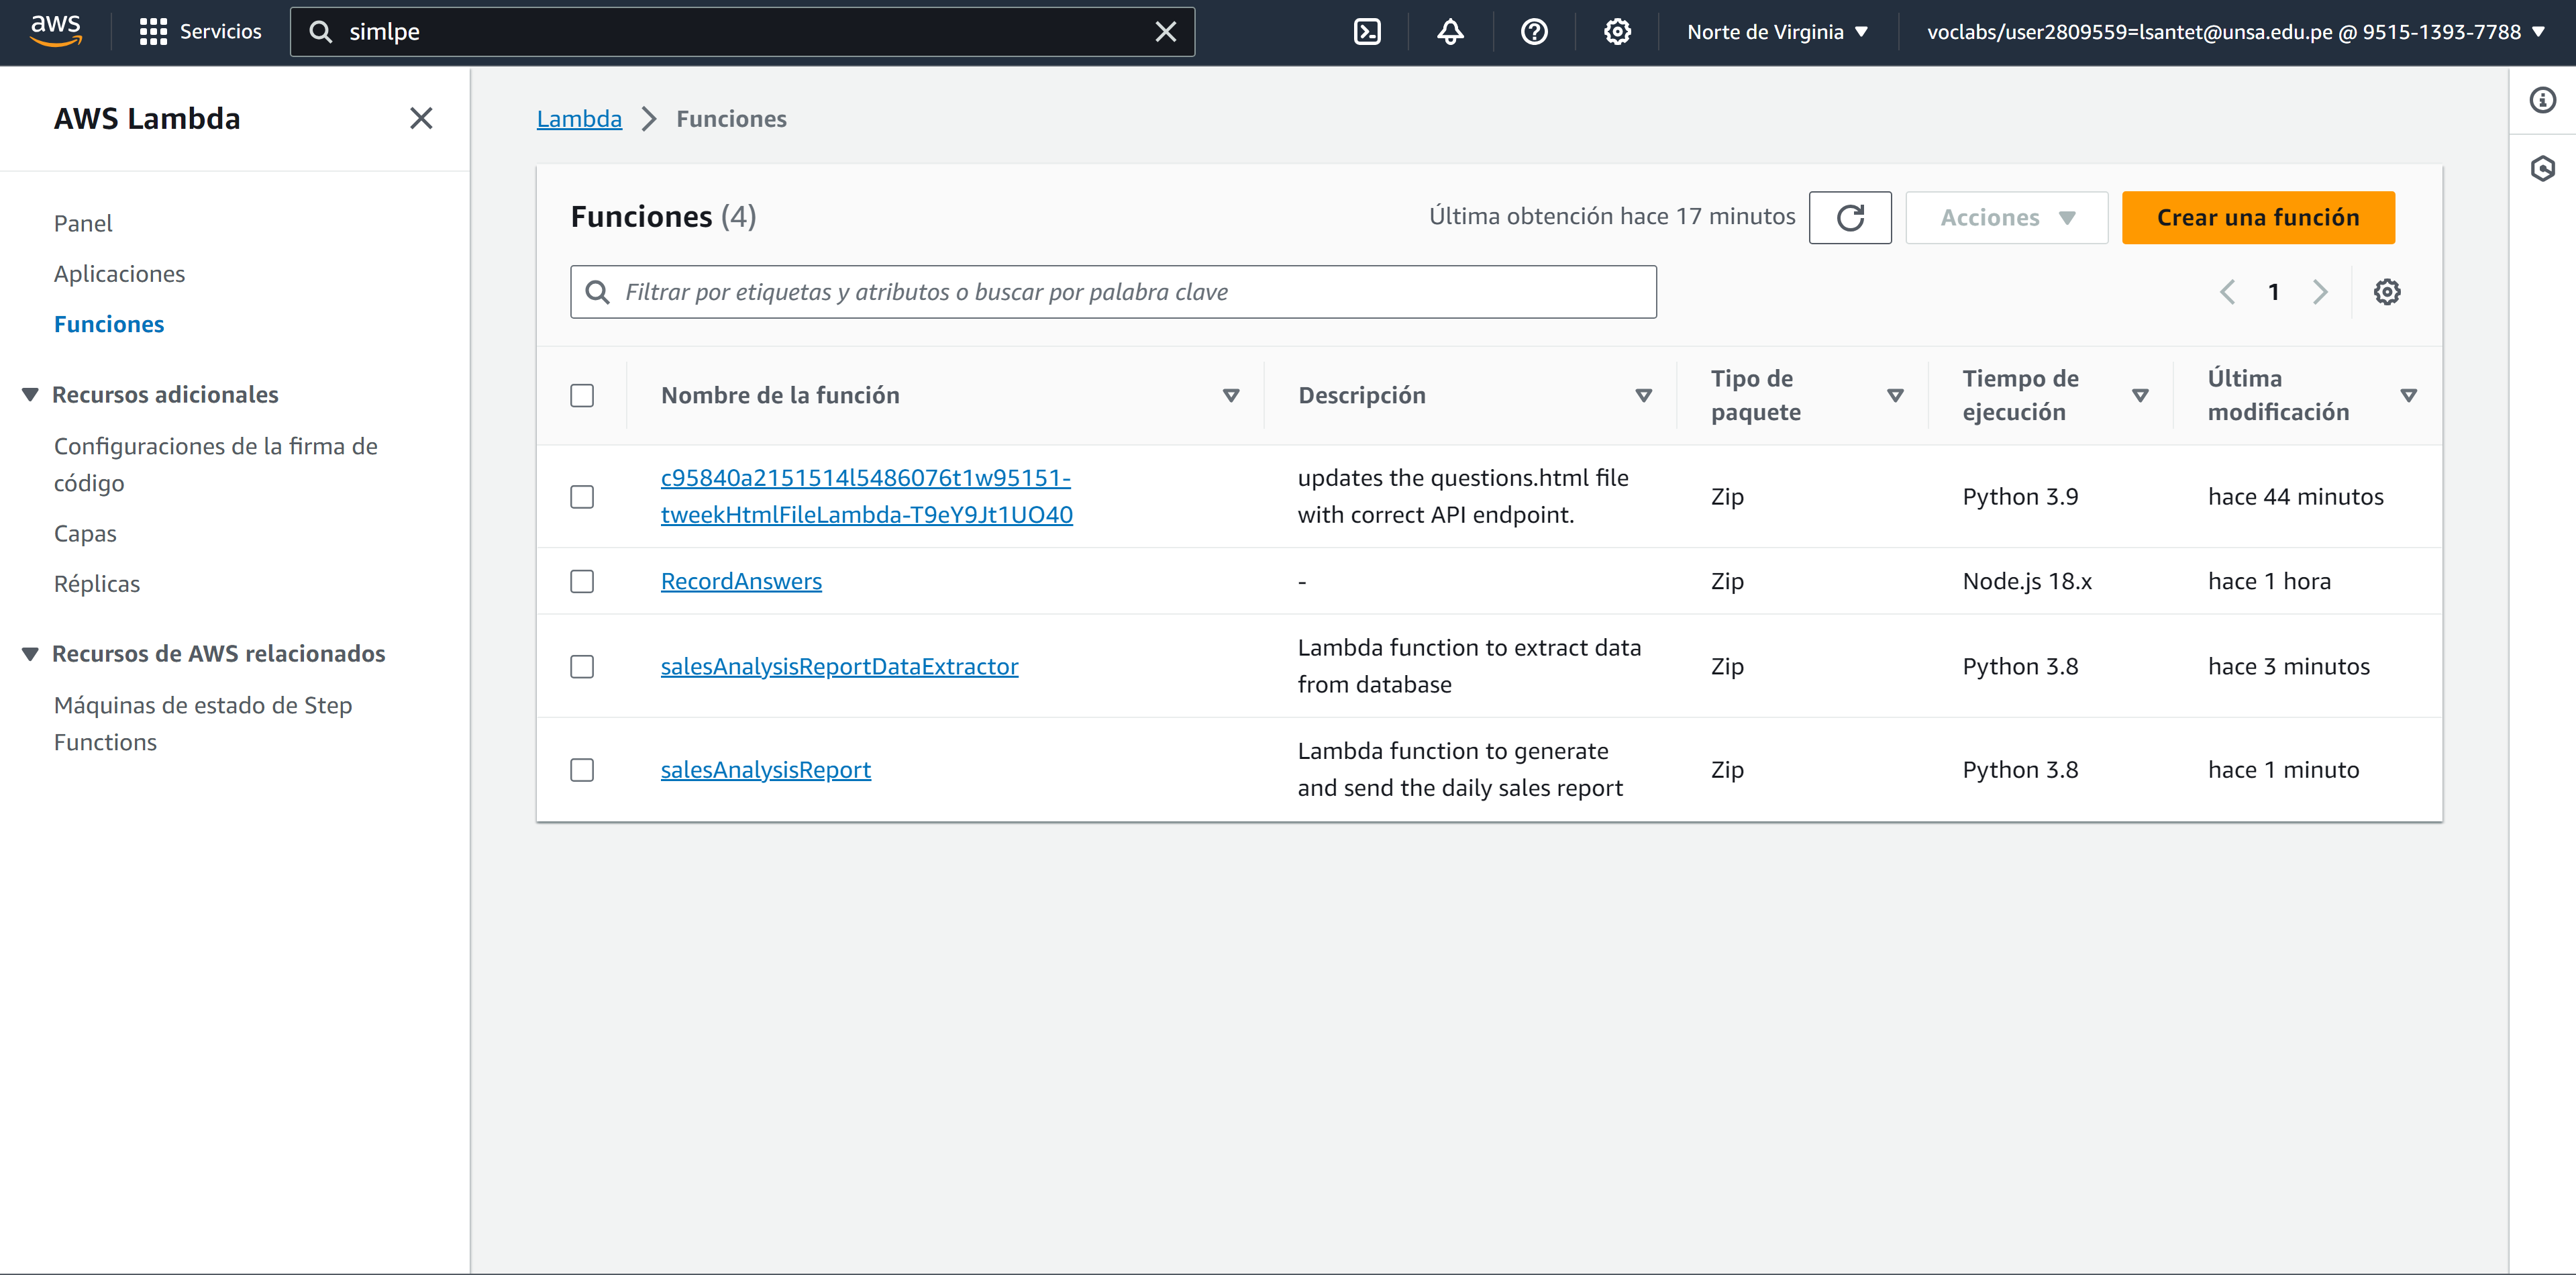 aws
Servicios
simlpe
Norte de Virginia
voclabs/user2809559=lsantet@unsa.edu.pe @ 9515-1393-7788
AWS Lambda
Panel
Aplicaciones
Funciones
Recursos adicionales
Configuraciones de la firma de
código
Capas
Réplicas
Recursos de AWS relacionados
Máquinas de estado de Step
Functions
Lambda
Funciones
Funciones (4)
Última obtención hace 17 minutos
Acciones
Crear una función
Filtrar por etiquetas y atributos o buscar por palabra clave
1
Nombre de la función
Descripción
Tipo de
paquete
Tiempo de
ejecución
Última
modificación
c95840a2151514l5486076t1w95151-
tweekHtmlFileLambda-T9eY9Jt1UO40
updates the questions.html file
with correct API endpoint.
Zip
Python 3.9
hace 44 minutos
RecordAnswers
-
Zip
Node.js 18.x
hace 1 hora
salesAnalysisReportDataExtractor
Lambda function to extract data
from database
Zip
Python 3.8
hace 3 minutos
salesAnalysisReport
Lambda function to generate
and send the daily sales report
Zip
Python 3.8
hace 1 minuto